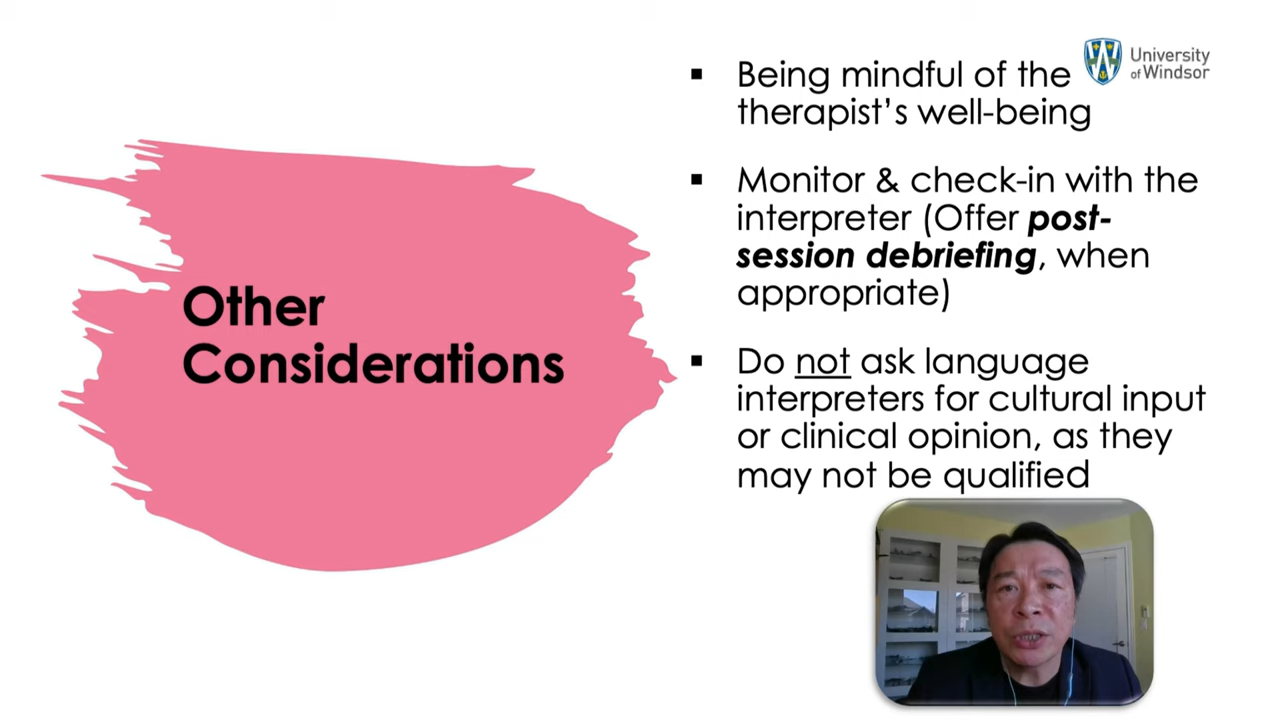 Other
Considerations
▪ Being mindful of the
therapist's well-being
▪ Monitor & check-in with the
interpreter (Offer post-
session debriefing, when
appropriate)
▪ Do not ask language
interpreters for cultural input
or clinical opinion, as they
may not be qualified
University
of Windsor